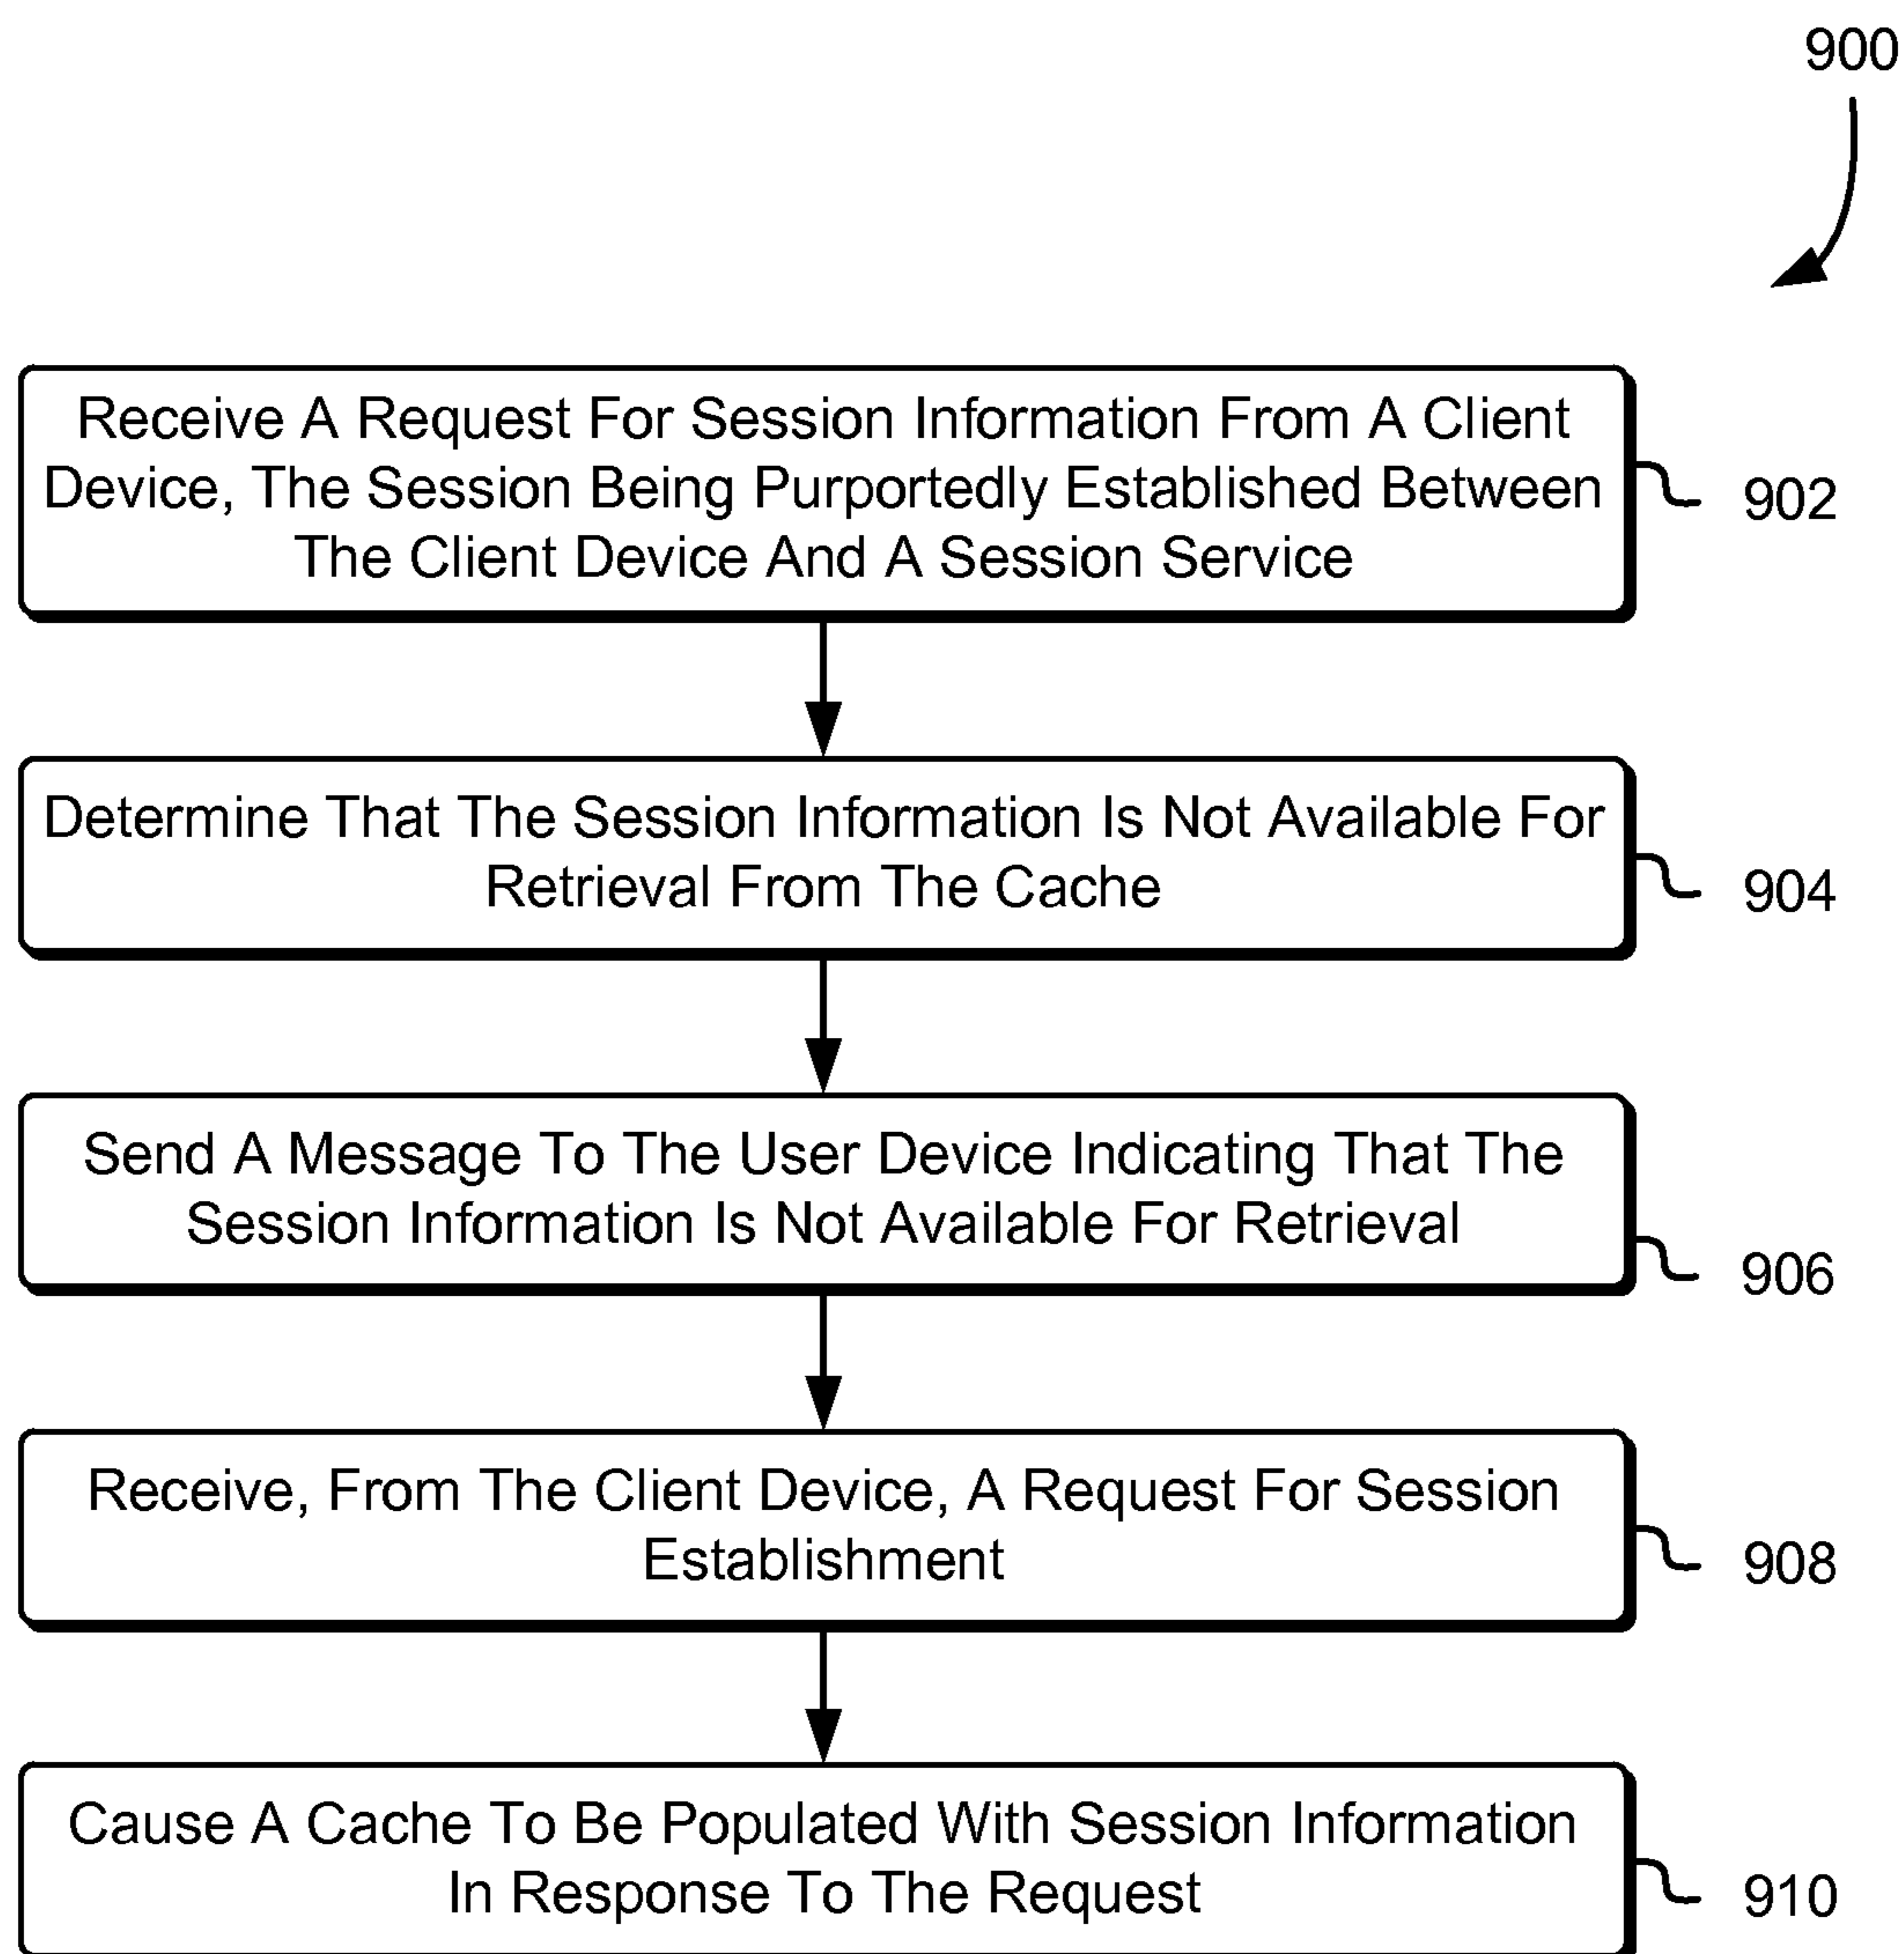 900
Receive A Request For Session Information From A Client
Device, The Session Being Purportedly Established Between
The Client Device And A Session Service
902
Determine That The Session Information Is Not Available For
Retrieval From The Cache
904
Send A Message To The User Device Indicating That The
Session Information Is Not Available For Retrieval
906
Receive, From The Client Device, A Request For Session
Establishment
908
Cause A Cache To Be Populated With Session Information
In Response To The Request
910